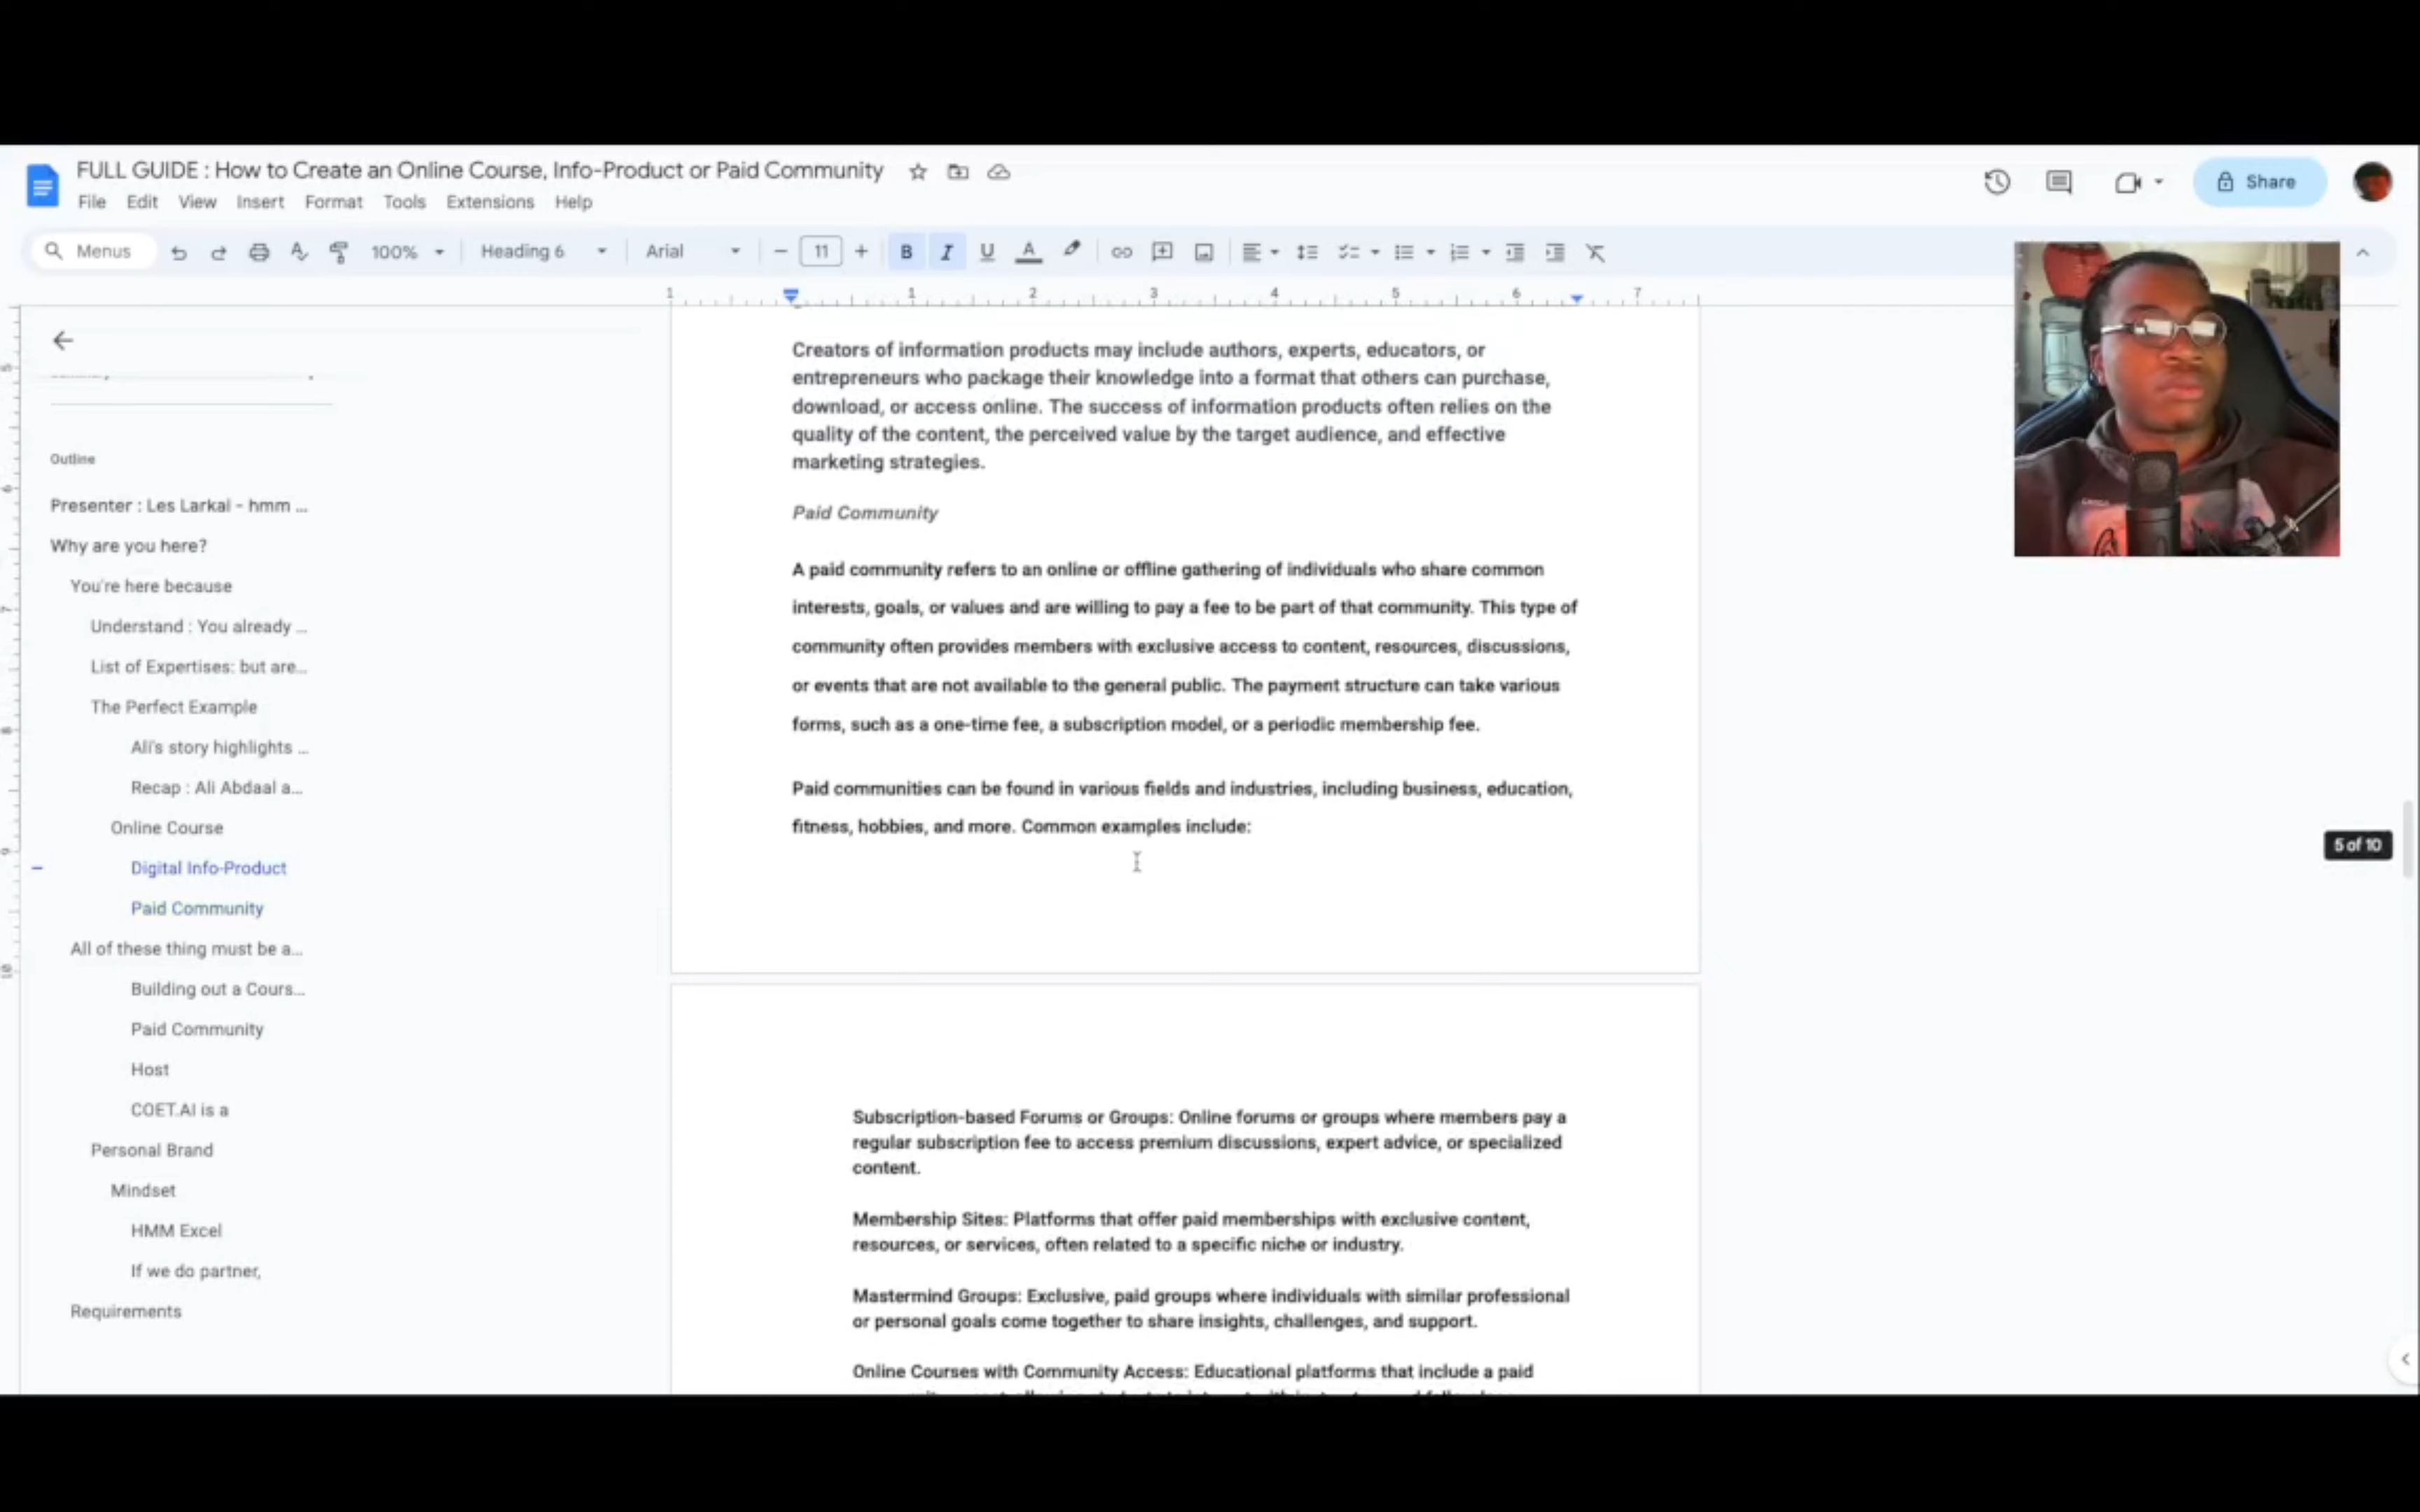 FULL GUIDE : How to Create an Online Course, Info-Product or Paid Community
File Edit View Insert Format Tools Extensions Help
Share
Menus 100% Heading 6 Arial 11 B I U A
1 1 2 3 4 5 6 7
Outline
Presenter : Les Larkal - hmm ...
Why are you here?
You're here because
Understand : You already ...
List of Expertises: but are...
The Perfect Example
Ali's story highlights ...
Recap : Ali Abdaal a...
Online Course
Digital Info-Product
Paid Community
All of these thing must be a...
Building out a Cours...
Paid Community
Host
COET.AI is a
Personal Brand
Mindset
HMM Excel
If we do partner,
Requirements
5
6
7
8
9
10
Creators of information products may include authors, experts, educators, or
entrepreneurs who package their knowledge into a format that others can purchase,
download, or access online. The success of information products often relies on the
quality of the content, the perceived value by the target audience, and effective
marketing strategies.
Paid Community
A paid community refers to an online or offline gathering of individuals who share common
interests, goals, or values and are willing to pay a fee to be part of that community. This type of
community often provides members with exclusive access to content, resources, discussions,
or events that are not available to the general public. The payment structure can take various
forms, such as a one-time fee, a subscription model, or a periodic membership fee.
Paid communities can be found in various fields and industries, including business, education,
fitness, hobbies, and more. Common examples include:
5 of 10
Subscription-based Forums or Groups: Online forums or groups where members pay a
regular subscription fee to access premium discussions, expert advice, or specialized
content.
Membership Sites: Platforms that offer paid memberships with exclusive content,
resources, or services, often related to a specific niche or industry.
Mastermind Groups: Exclusive, paid groups where individuals with similar professional
or personal goals come together to share insights, challenges, and support.
Online Courses with Community Access: Educational platforms that include a paid